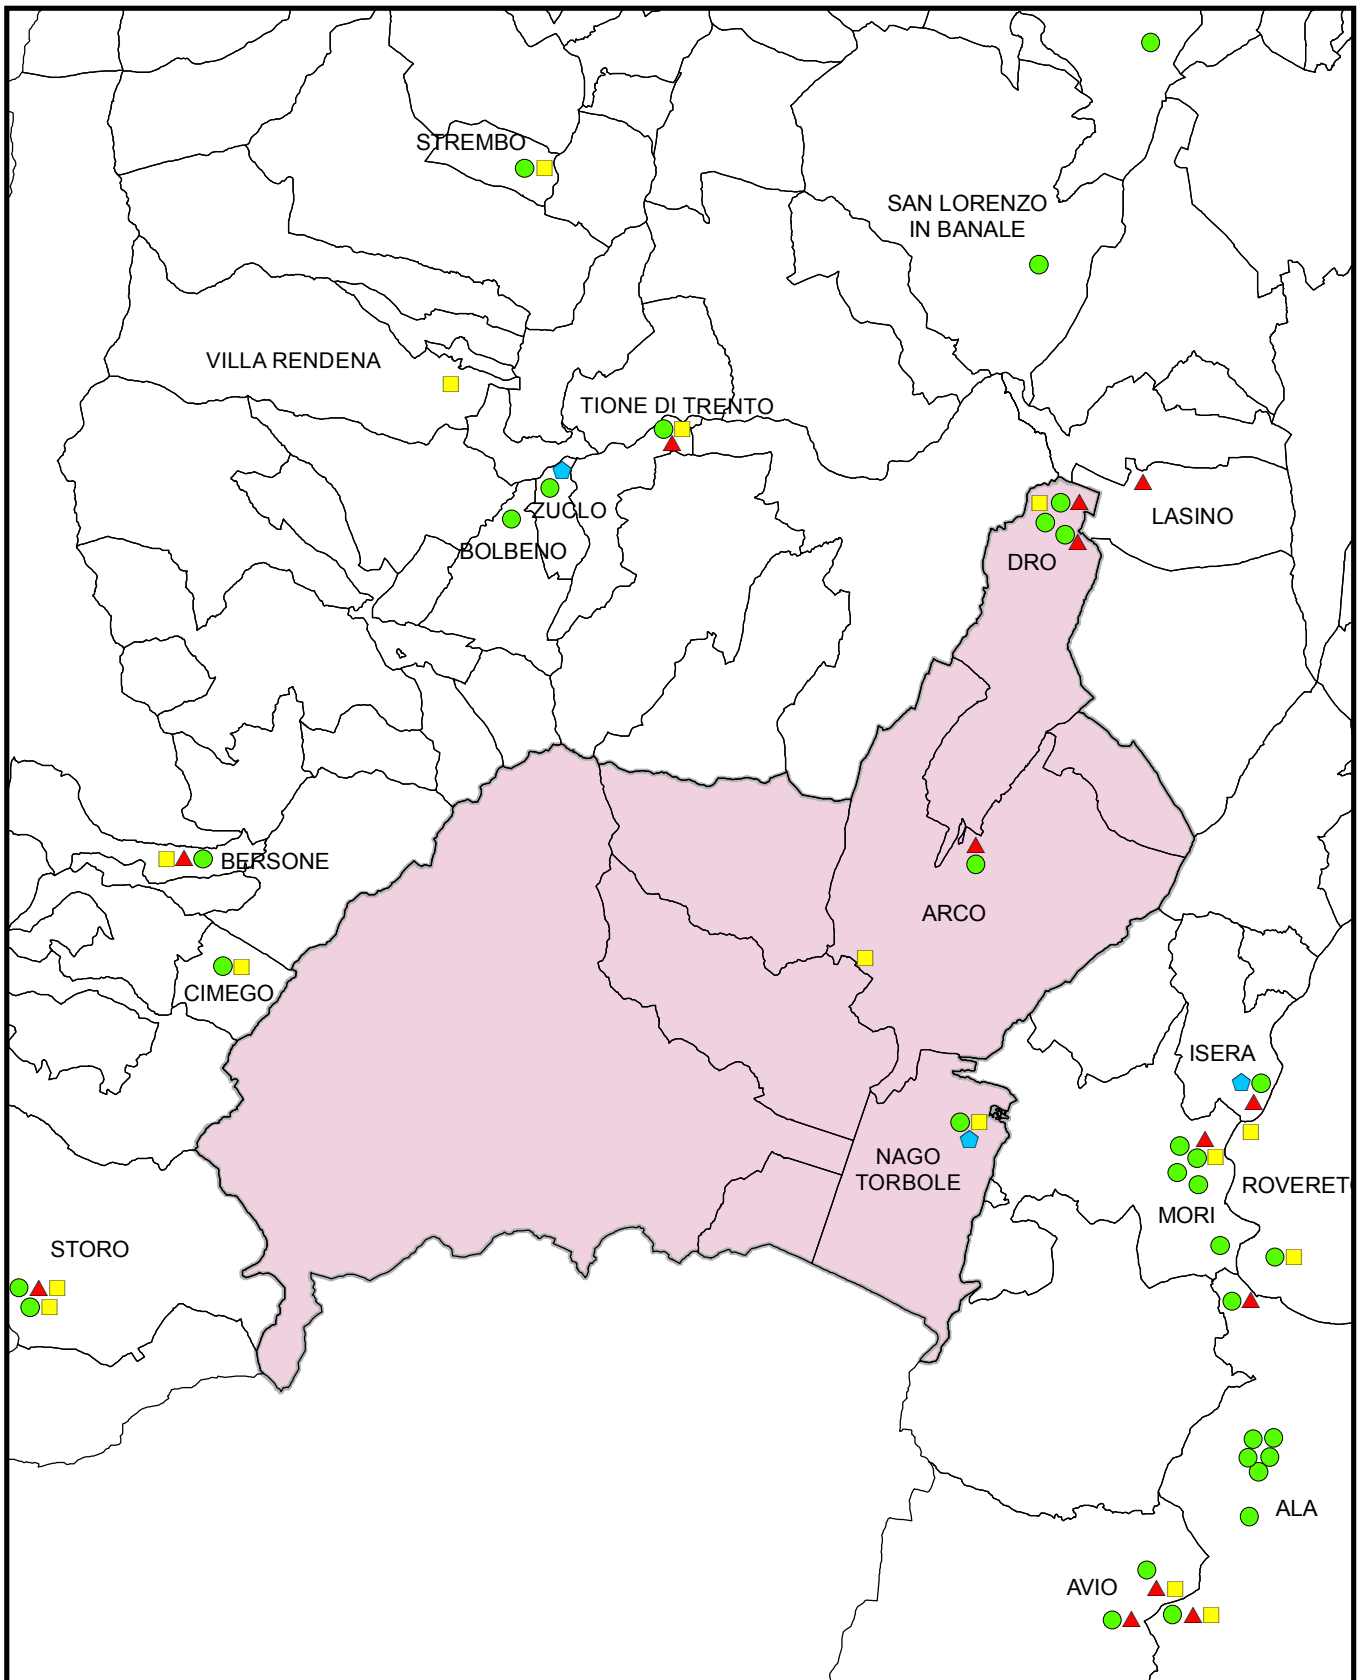 STREMBO
SAN LORENZO
IN BANALE
VILLA RENDENA
TIONE DI TRENTO
ZUCLO
LASINO
BOLBENO
DRO
BERSONE
ARCO
CIMEGO
ISERA
NAGO
TORBOLE
ROVERETO
MORI
STORO
ALA
AVIO